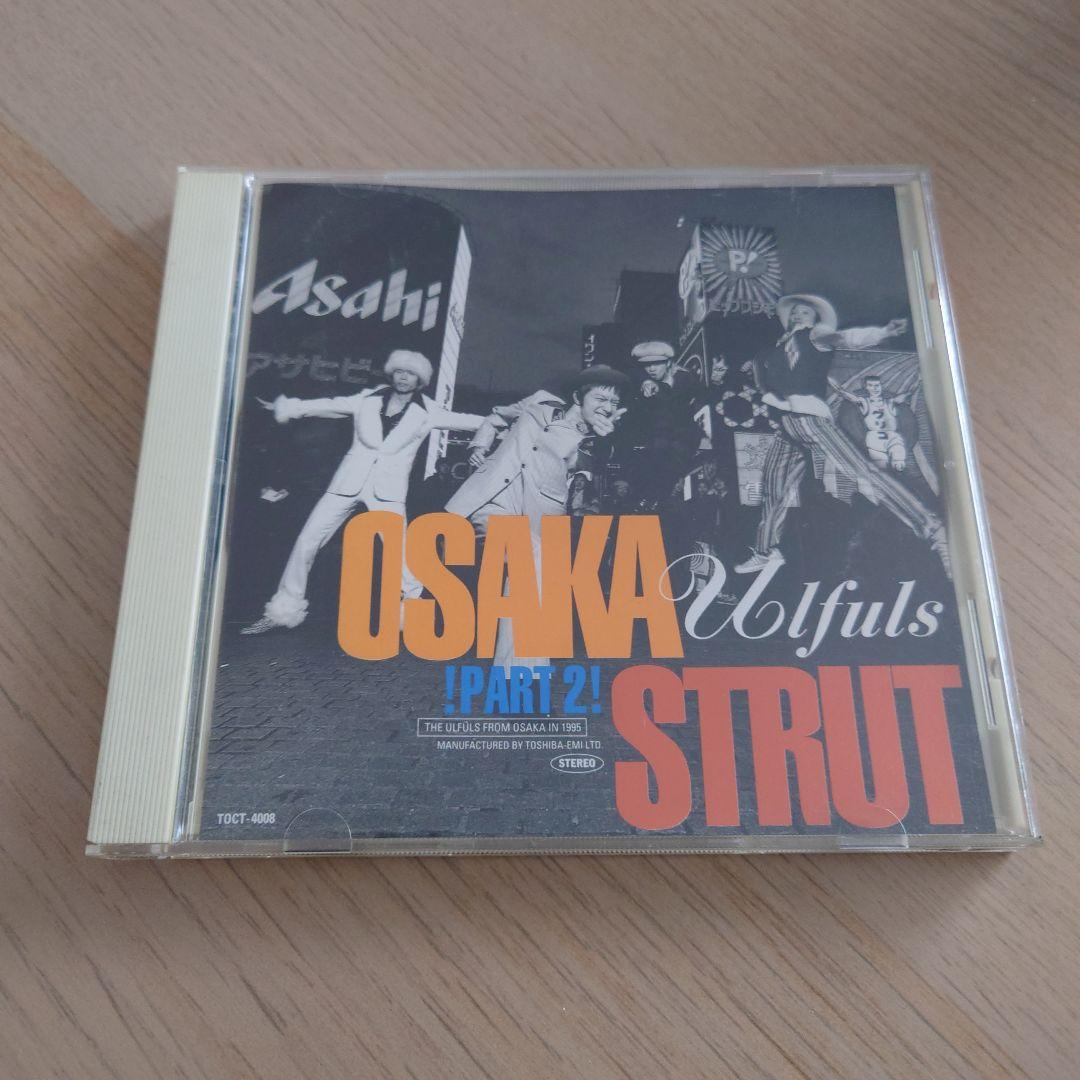 Asahi
アサヒビ
P!
OSAKA
Ulfuls
!PART 2!
STRUT
THE ULFULS FROM OSAKA IN 1995
MANUFACTURED BY TOSHIBA-EMI LTD.
STEREO
TOCT-4008